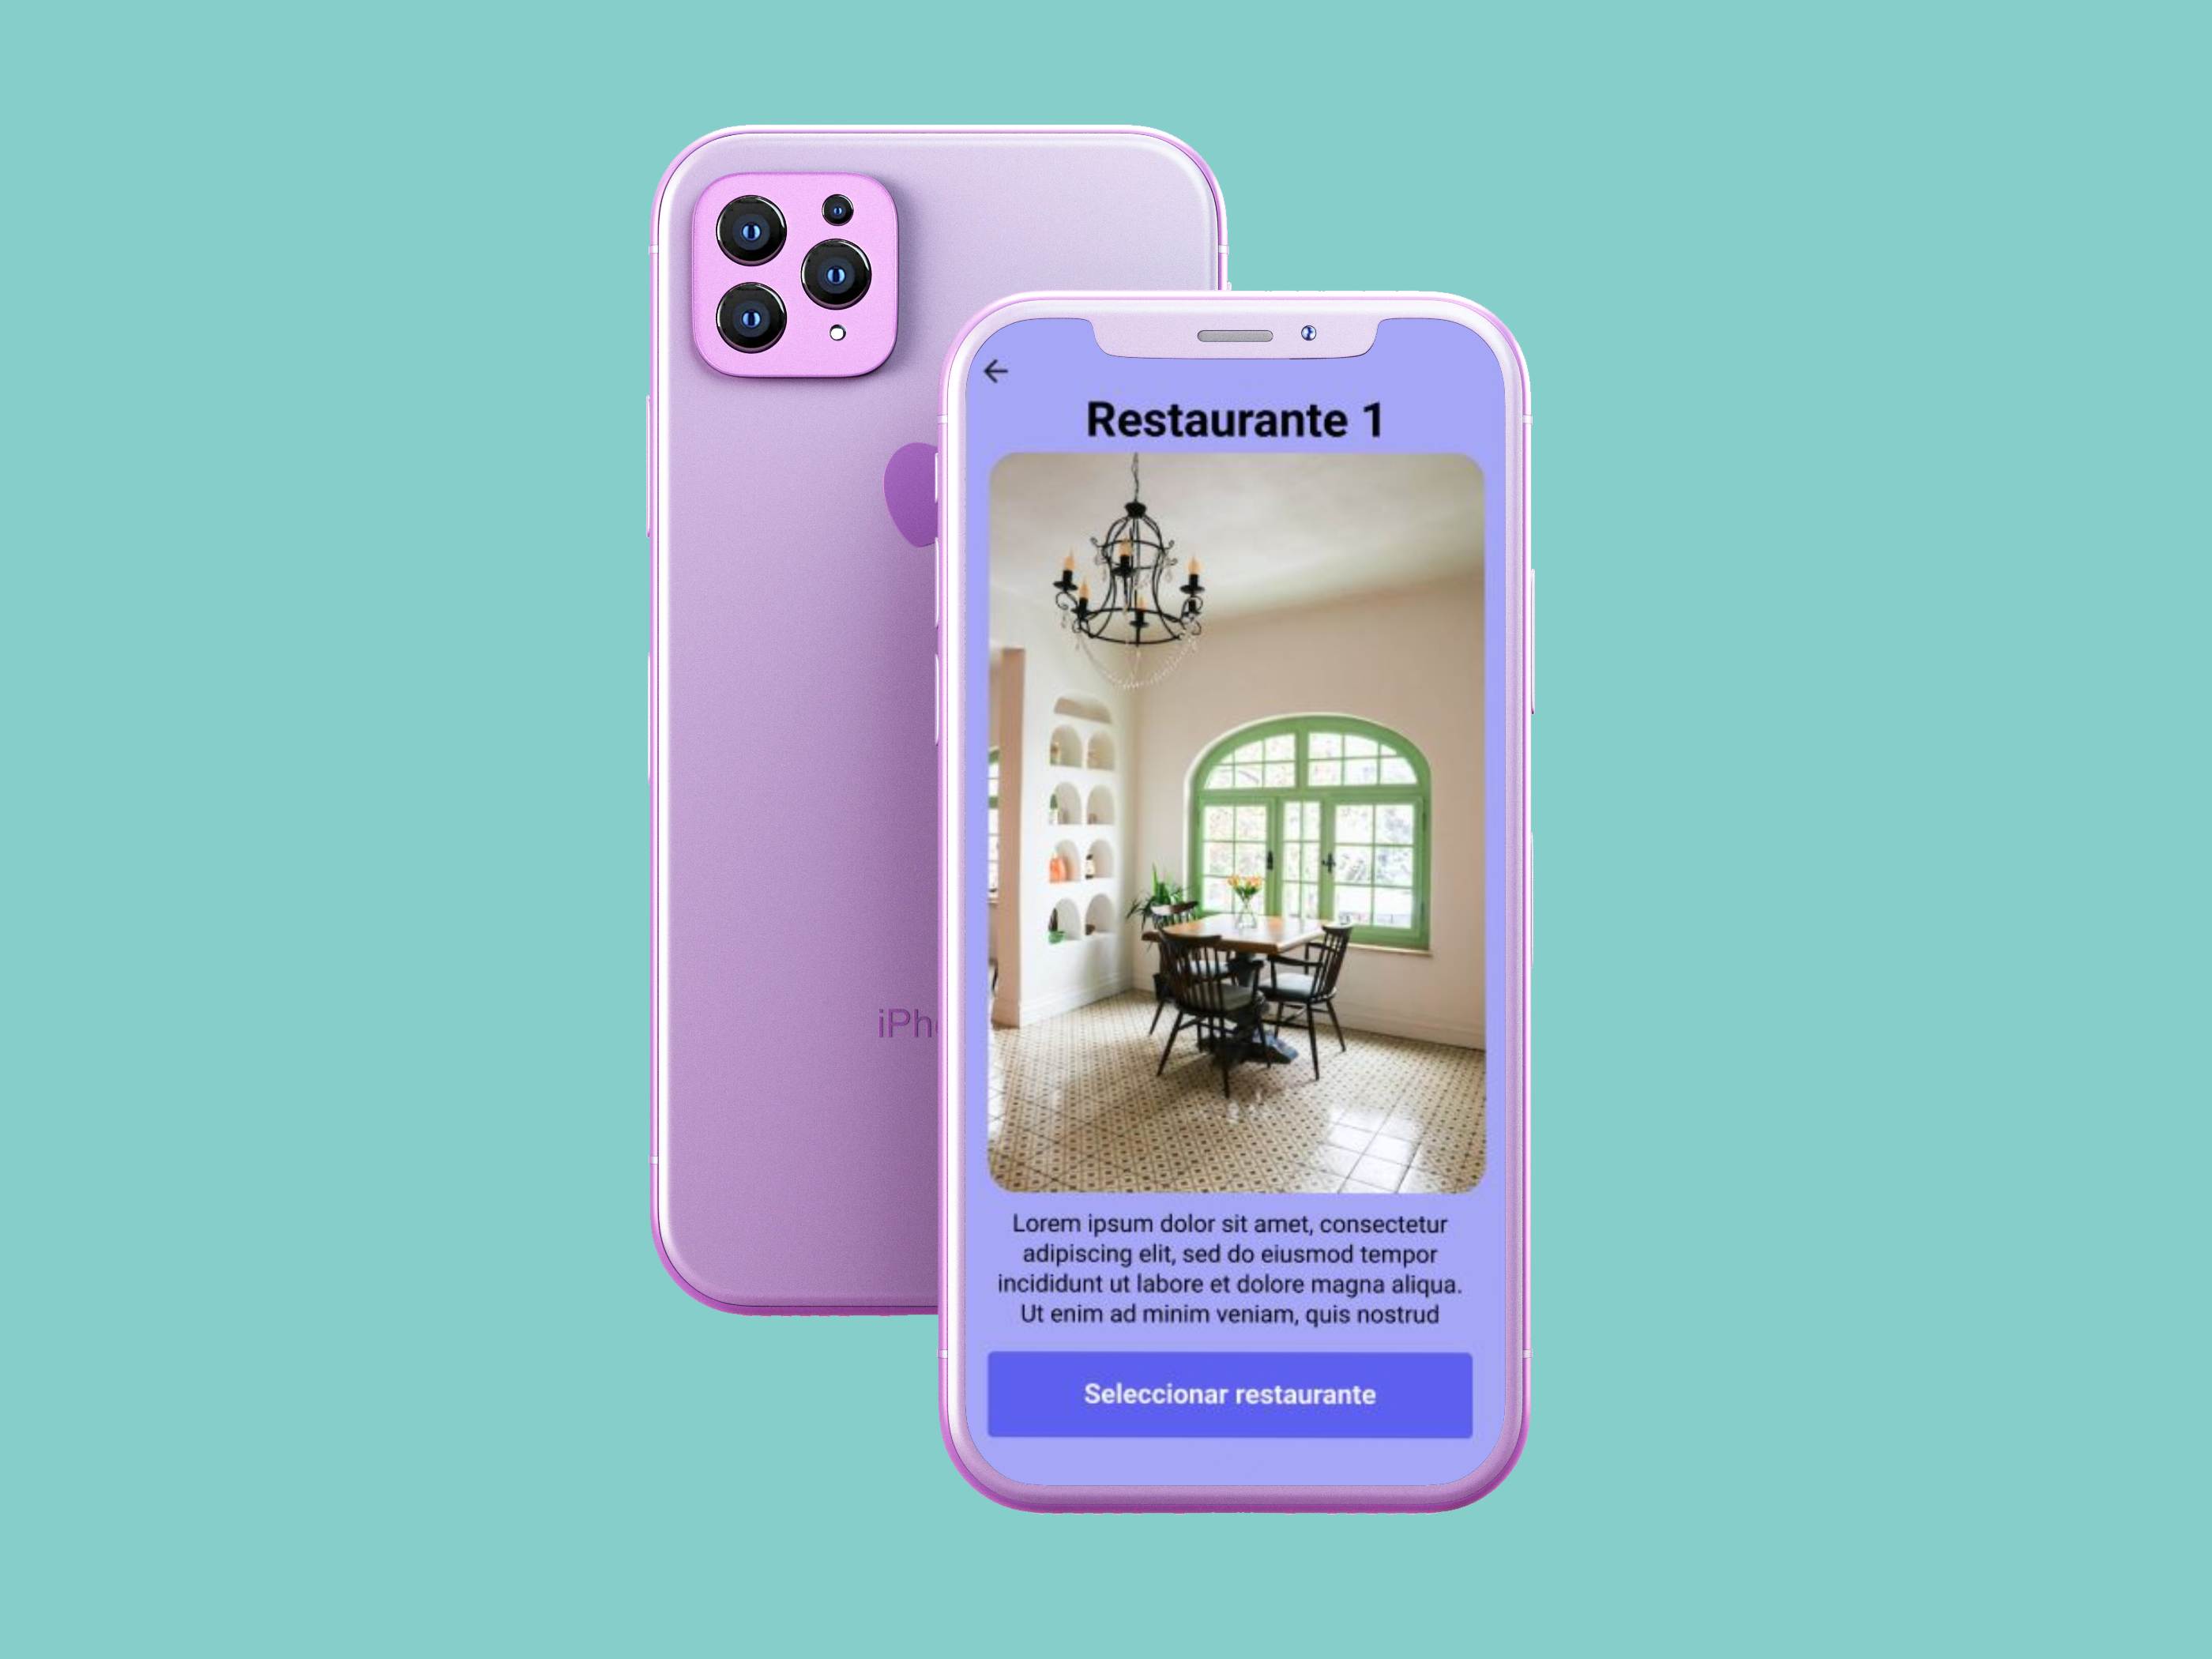 Restaurante 1
iPh
Lorem ipsum dolor sit amet, consectetur
adipiscing elit, sed do eiusmod tempor
incididunt ut labore et dolore magna aliqua.
Ut enim ad minim veniam, quis nostrud
Seleccionar restaurante